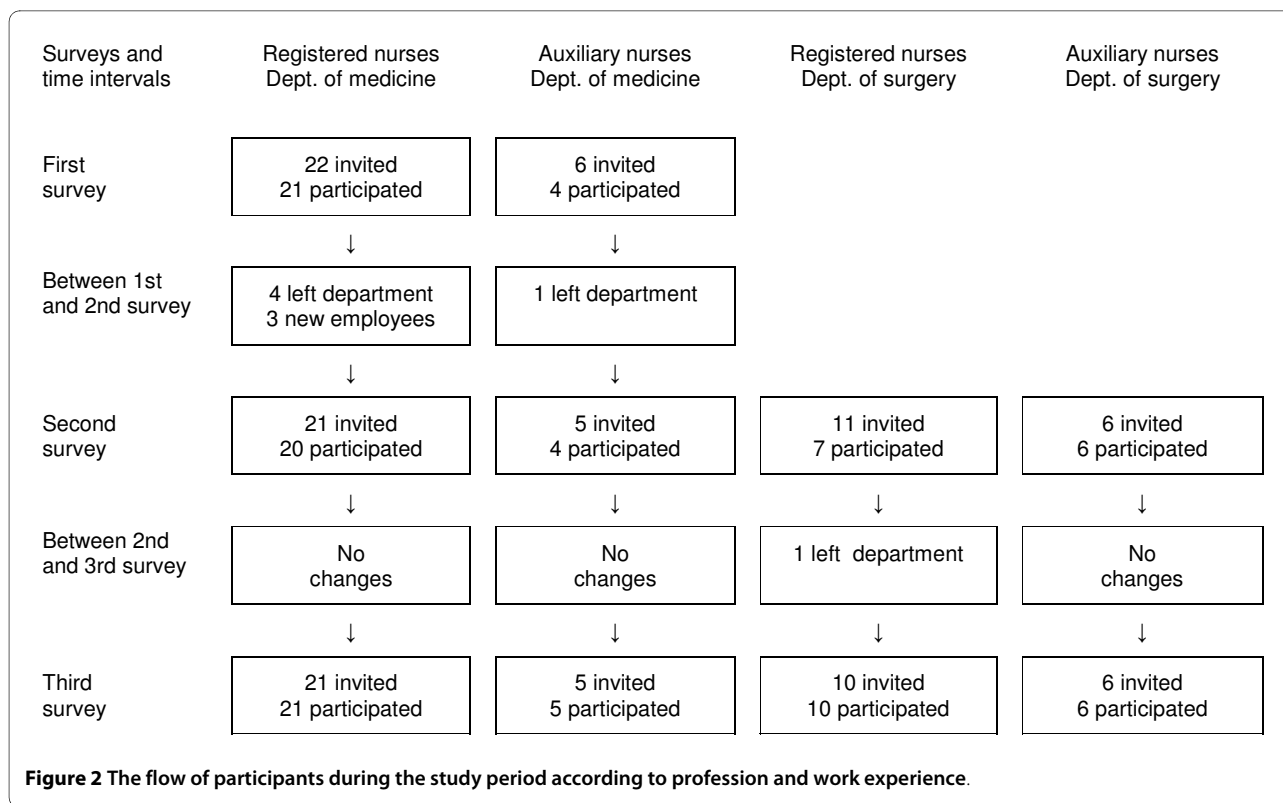 Surveys and time intervals
Registered nurses Dept. of medicine
Auxiliary nurses Dept. of medicine
Registered nurses Dept. of surgery
Auxiliary nurses Dept. of surgery
First survey
22 invited
21 participated
6 invited
4 participated
↓
↓
Between 1st and 2nd survey
4 left department
3 new employees
1 left department
↓
↓
Second survey
21 invited
20 participated
5 invited
4 participated
11 invited
7 participated
6 invited
6 participated
↓
↓
↓
↓
Between 2nd and 3rd survey
No changes
No changes
1 left department
No changes
↓
↓
↓
↓
Third survey
21 invited
21 participated
5 invited
5 participated
10 invited
10 participated
6 invited
6 participated
Figure 2 The flow of participants during the study period according to profession and work experience.